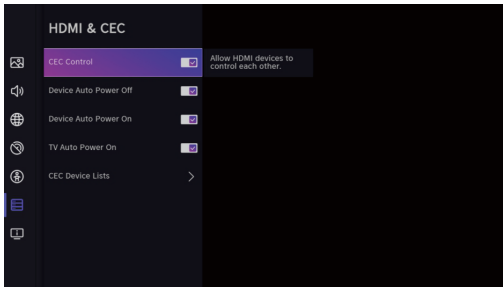 HDMI & CEC
CEC Control
Allow HDMI devices to
control each other.
Device Auto Power Off
Device Auto Power On
TV Auto Power On
CEC Device Lists